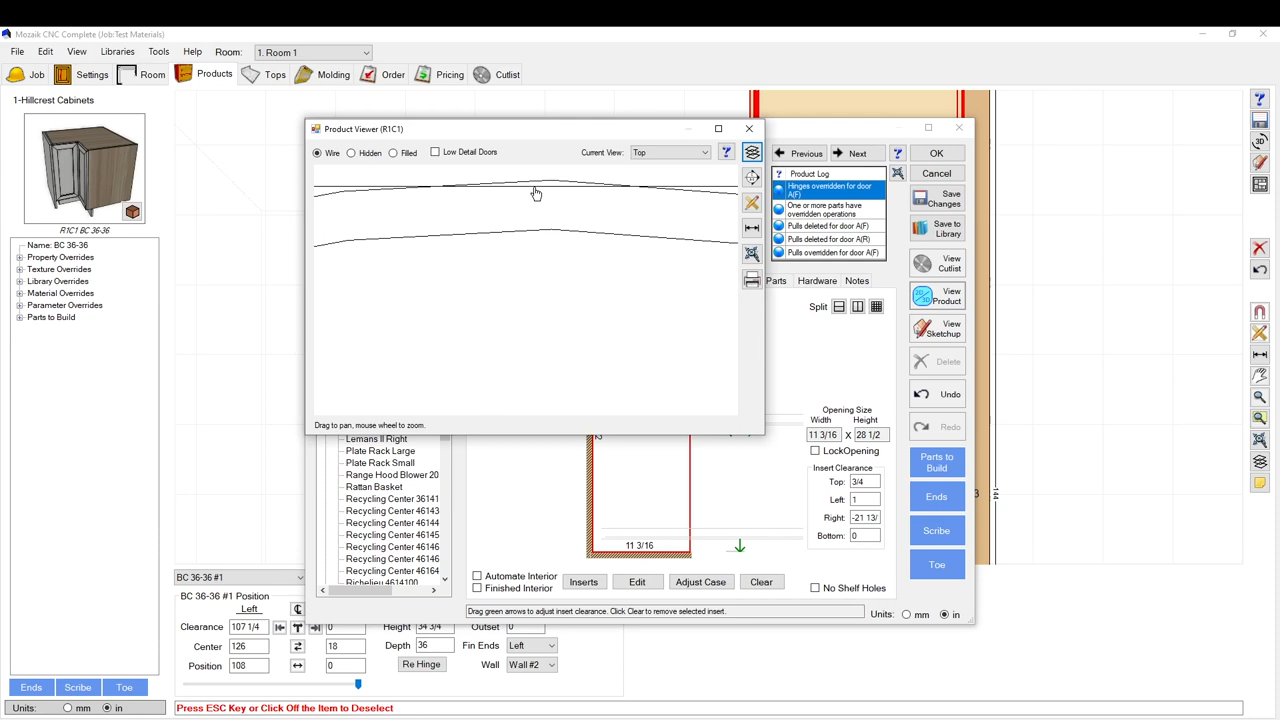 Mozaik CNC Complete (Job:Test Materials)
File Edit View Libraries Tools Help Room: 1. Room 1
Job Settings Room Products Tops Molding Order Pricing Cutlist
1-Hillcrest Cabinets
R1C1 BC 36-36
Name: BC 36-36
Property Overrides
Texture Overrides
Library Overrides
Material Overrides
Parameter Overrides
Parts to Build
Ends Scribe Toe
Units: mm in
Product Viewer (R1C1)
Wire Hidden Filled Low Detail Doors Current View: Top
Drag to pan, mouse wheel to zoom.
Previous Next OK
Product Log
Hinges overridden for door
A(F)
One or more parts have
overridden operations
Pulls deleted for door A(F)
Pulls deleted for door A(R)
Pulls overridden for door A(F)
Cancel
Save
Changes
Save to
Library
View
Cutlist
View
Product
View
Sketchup
Delete
Undo
Redo
Parts to
Build
Ends
Scribe
Toe
Parts Hardware Notes
Split
Opening Size
Width Height
11 3/16 X 28 1/2
LockOpening
Insert Clearance
Top: 3/4
Left: 1
Right: -21 13/
Bottom: 0
No Shelf Holes
Lemans II Right
Plate Rack Large
Plate Rack Small
Range Hood Blower 20
Rattan Basket
Recycling Center 36141
Recycling Center 46143
Recycling Center 46144
Recycling Center 46145
Recycling Center 46146
Recycling Center 46146
Recycling Center 46164
Richelieu 4614100
11 3/16
Automate Interior
Finished Interior
Inserts Edit Adjust Case Clear
Drag green arrows to adjust insert clearance. Click Clear to remove selected insert.
Units: mm in
144
BC 36-36 #1
BC 36-36 #1 Position
Left
Clearance 107 1/4 0
Center 126 18
Position 108 0
Height 34 3/4 Outset 0
Depth 36 Fin Ends Left
Re Hinge Wall Wall #2
Press ESC Key or Click Off the Item to Deselect